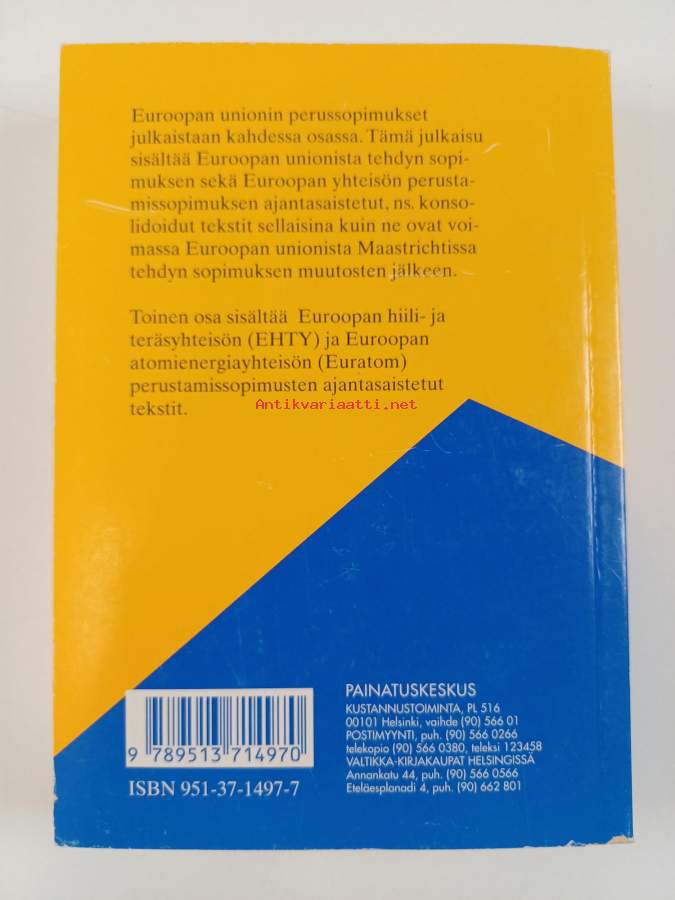 Euroopan unionin perussopimukset
julkaistaan kahdessa osassa. Tämä julkaisu
sisältää Euroopan unionista tehdyn sopi-
muksen sekä Euroopan yhteisön perusta-
missopimuksen ajantasaistetut, ns. konso-
lidoidut tekstit sellaisina kuin ne ovat voi-
massa Euroopan unionista Maastrichtissa
tehdyn sopimuksen muutosten jälkeen.
Toinen osa sisältää Euroopan hiili- ja
teräsyhteisön (EHTY) ja Euroopan
atomienergiayhteisön (Euratom)
perustamissopimusten ajantasaistetut
tekstit.
Antikvariaatti.net
9 789513 714970
ISBN 951-37-1497-7
PAINATUSKESKUS
KUSTANNUSTOIMINTA, PL 516
00101 Helsinki, vaihde (90) 566 01
POSTIMYYNTI, puh. (90) 566 0266
telekopio (90) 566 0380, teleksi 123458
VALTIKKA-KIRJAKAUPAT HELSINGISSÄ
Annankatu 44, puh. (90) 566 0566
Eteläesplanadi 4, puh. (90) 662 801